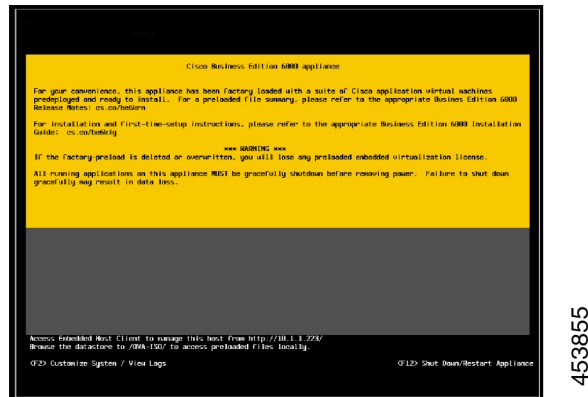 Cisco Business Edition 6000 appliance
For your convenience, this appliance has been factory loaded with a suite of Cisco application virtual machines
predeployed and ready to install. For a preloaded file summary, please refer to the appropriate Busines Edition 6000
Release Notes: cs.co/be6krn
For installation and first-time-setup instructions, please refer to the appropriate Business Edition 6000 Installation
Guide: cs.co/be6kig
*** WARNING ***
If the factory-preload is deleted or overwritten, you will lose any preloaded embedded virtualization license.
All running applications on this appliance MUST be gracefully shutdown before removing power. Failure to shut down
gracefully may result in data loss.
Access Embedded Host Client to manage this host from http://10.1.1.223/
Browse the datastore to /OVA-ISO/ to access preloaded files locally.
<F2> Customize System / View Logs
<F12> Shut Down/Restart Appliance
453855